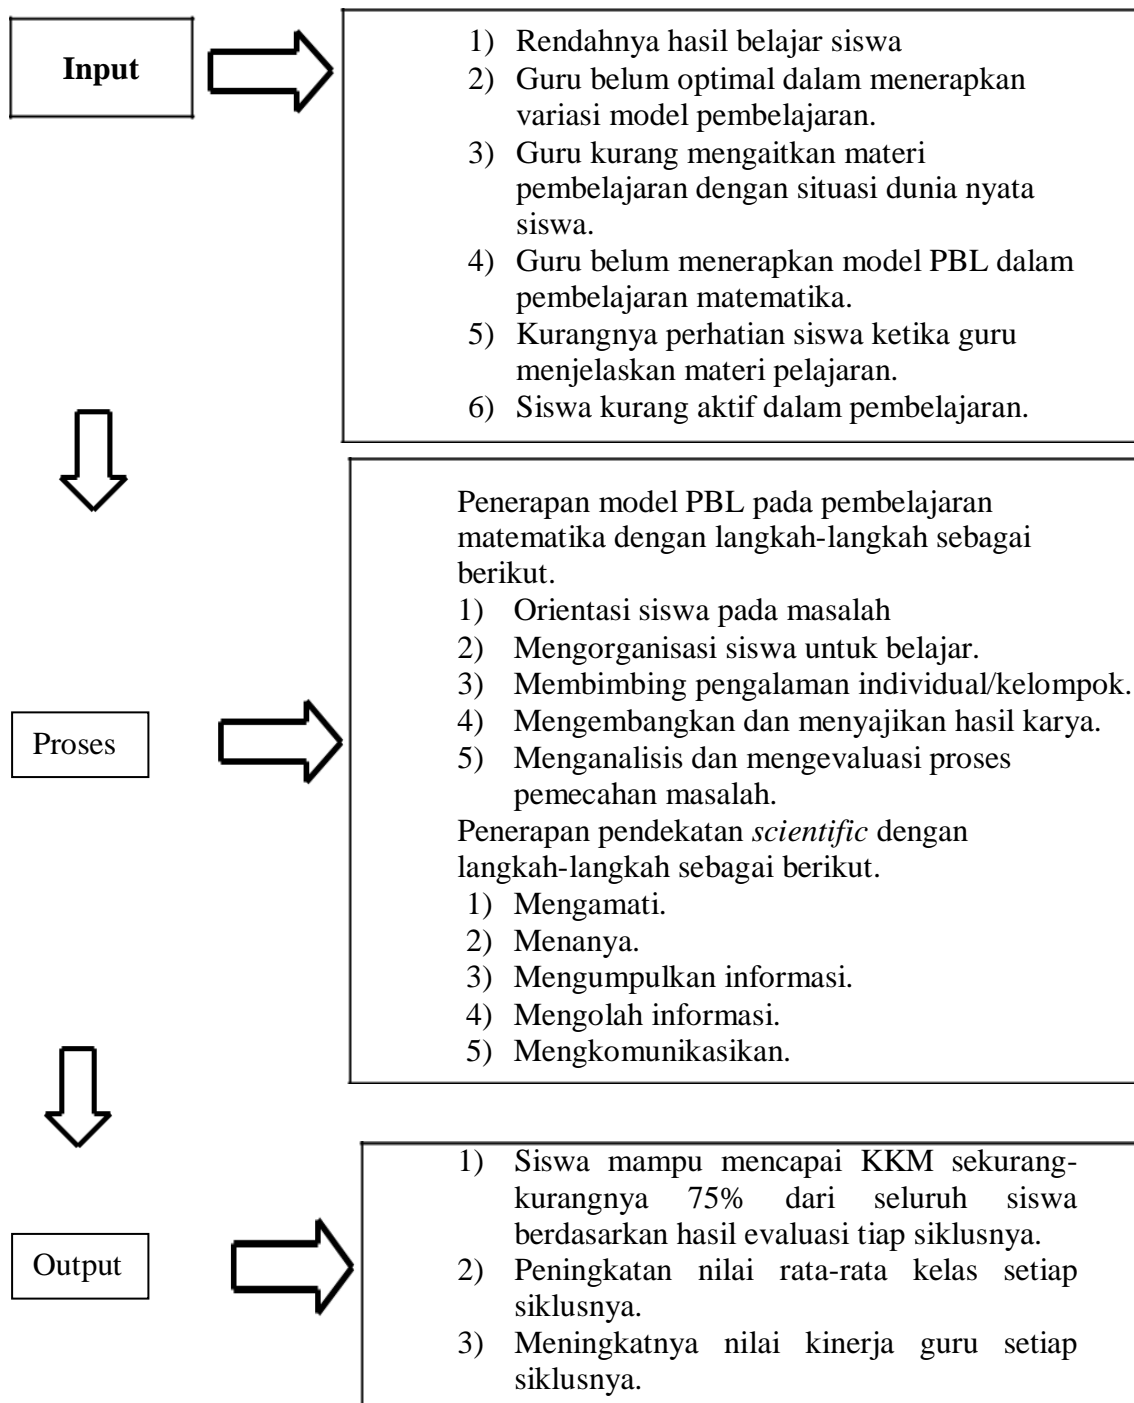 Input
1) Rendahnya hasil belajar siswa
2) Guru belum optimal dalam menerapkan
variasi model pembelajaran.
3) Guru kurang mengaitkan materi
pembelajaran dengan situasi dunia nyata
siswa.
4) Guru belum menerapkan model PBL dalam
pembelajaran matematika.
5) Kurangnya perhatian siswa ketika guru
menjelaskan materi pelajaran.
6) Siswa kurang aktif dalam pembelajaran.
Proses
Penerapan model PBL pada pembelajaran
matematika dengan langkah-langkah sebagai
berikut.
1) Orientasi siswa pada masalah
2) Mengorganisasi siswa untuk belajar.
3) Membimbing pengalaman individual/kelompok.
4) Mengembangkan dan menyajikan hasil karya.
5) Menganalisis dan mengevaluasi proses
pemecahan masalah.
Penerapan pendekatan scientific dengan
langkah-langkah sebagai berikut.
1) Mengamati.
2) Menanya.
3) Mengumpulkan informasi.
4) Mengolah informasi.
5) Mengkomunikasikan.
Output
1) Siswa mampu mencapai KKM sekurang-
kurangnya 75% dari seluruh siswa
berdasarkan hasil evaluasi tiap siklusnya.
2) Peningkatan nilai rata-rata kelas setiap
siklusnya.
3) Meningkatnya nilai kinerja guru setiap
siklusnya.